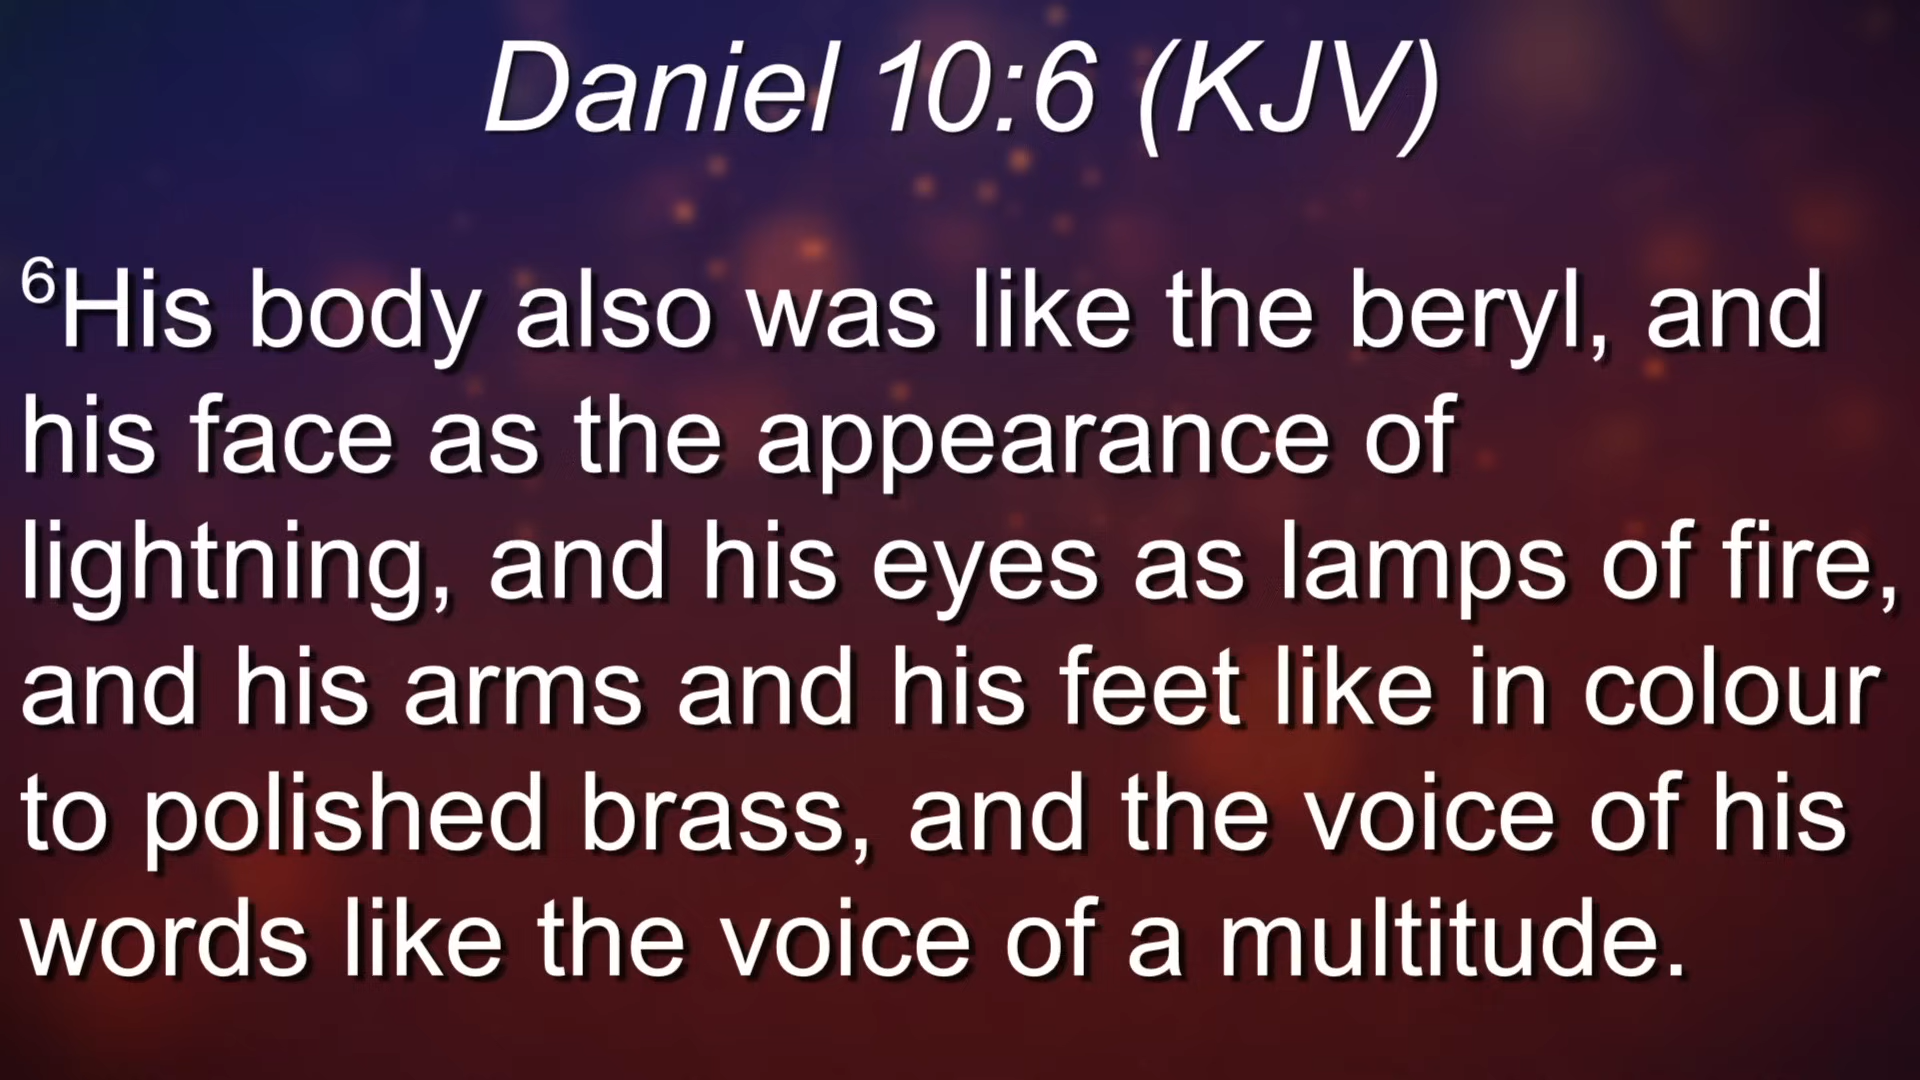 Daniel 10:6 (KJV)
6His body also was like the beryl, and
his face as the appearance of
lightning, and his eyes as lamps of fire,
and his arms and his feet like in colour
to polished brass, and the voice of his
words like the voice of a multitude.